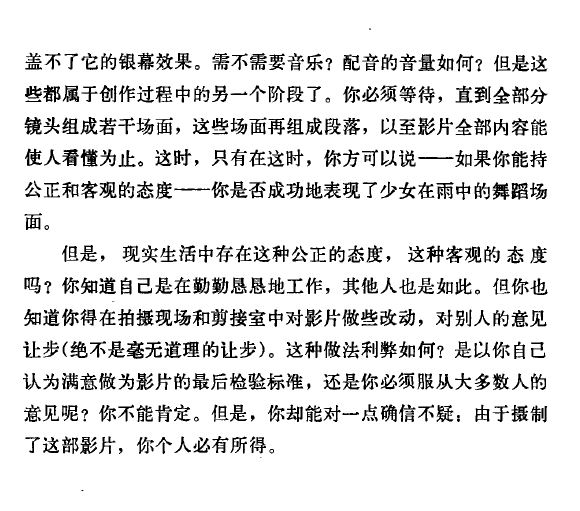 盖不了它的银幕效果。需不需要音乐？配音的音量如何？但是这
些都属于创作过程中的另一个阶段了。你必须等待，直到全部分
镜头组成若干场面，这些场面再组成段落，以至影片全部内容能
使人看懂为止。这时，只有在这时，你方可以说——如果你能持
公正和客观的态度——你是否成功地表现了少女在雨中的舞蹈场
面。
但是，现实生活中存在这种公正的态度，这种客观的态度
吗？你知道自己是在勤勤恳恳地工作，其他人也是如此。但你也
知道你得在拍摄现场和剪接室中对影片做些改动，对别人的意见
让步(绝不是毫无道理的让步)。这种做法利弊如何？是以你自己
认为满意做为影片的最后检验标准，还是你必须服从大多数人的
意见呢？你不能肯定。但是，你却能对一点确信不疑：由于摄制
了这部影片，你个人必有所得。